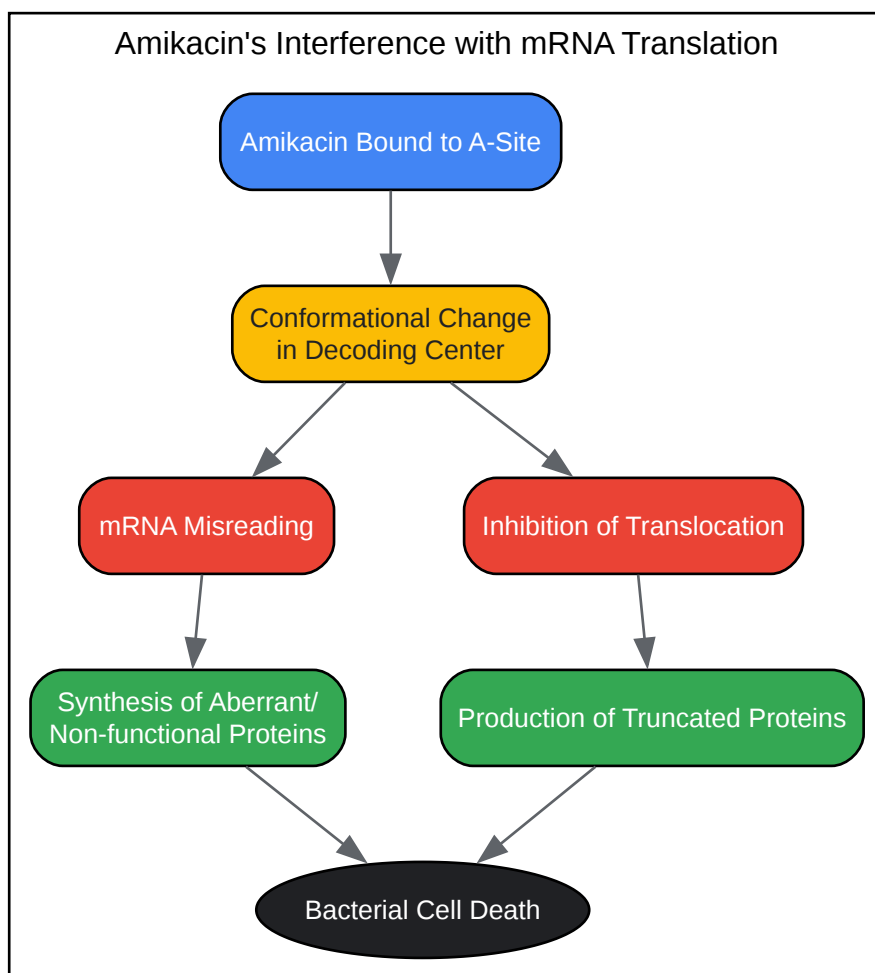 Amikacin's Interference with mRNA Translation
Amikacin Bound to A-Site
Conformational Change
in Decoding Center
mRNA Misreading
Inhibition of Translocation
Synthesis of Aberrant/
Non-functional Proteins
Production of Truncated Proteins
Bacterial Cell Death